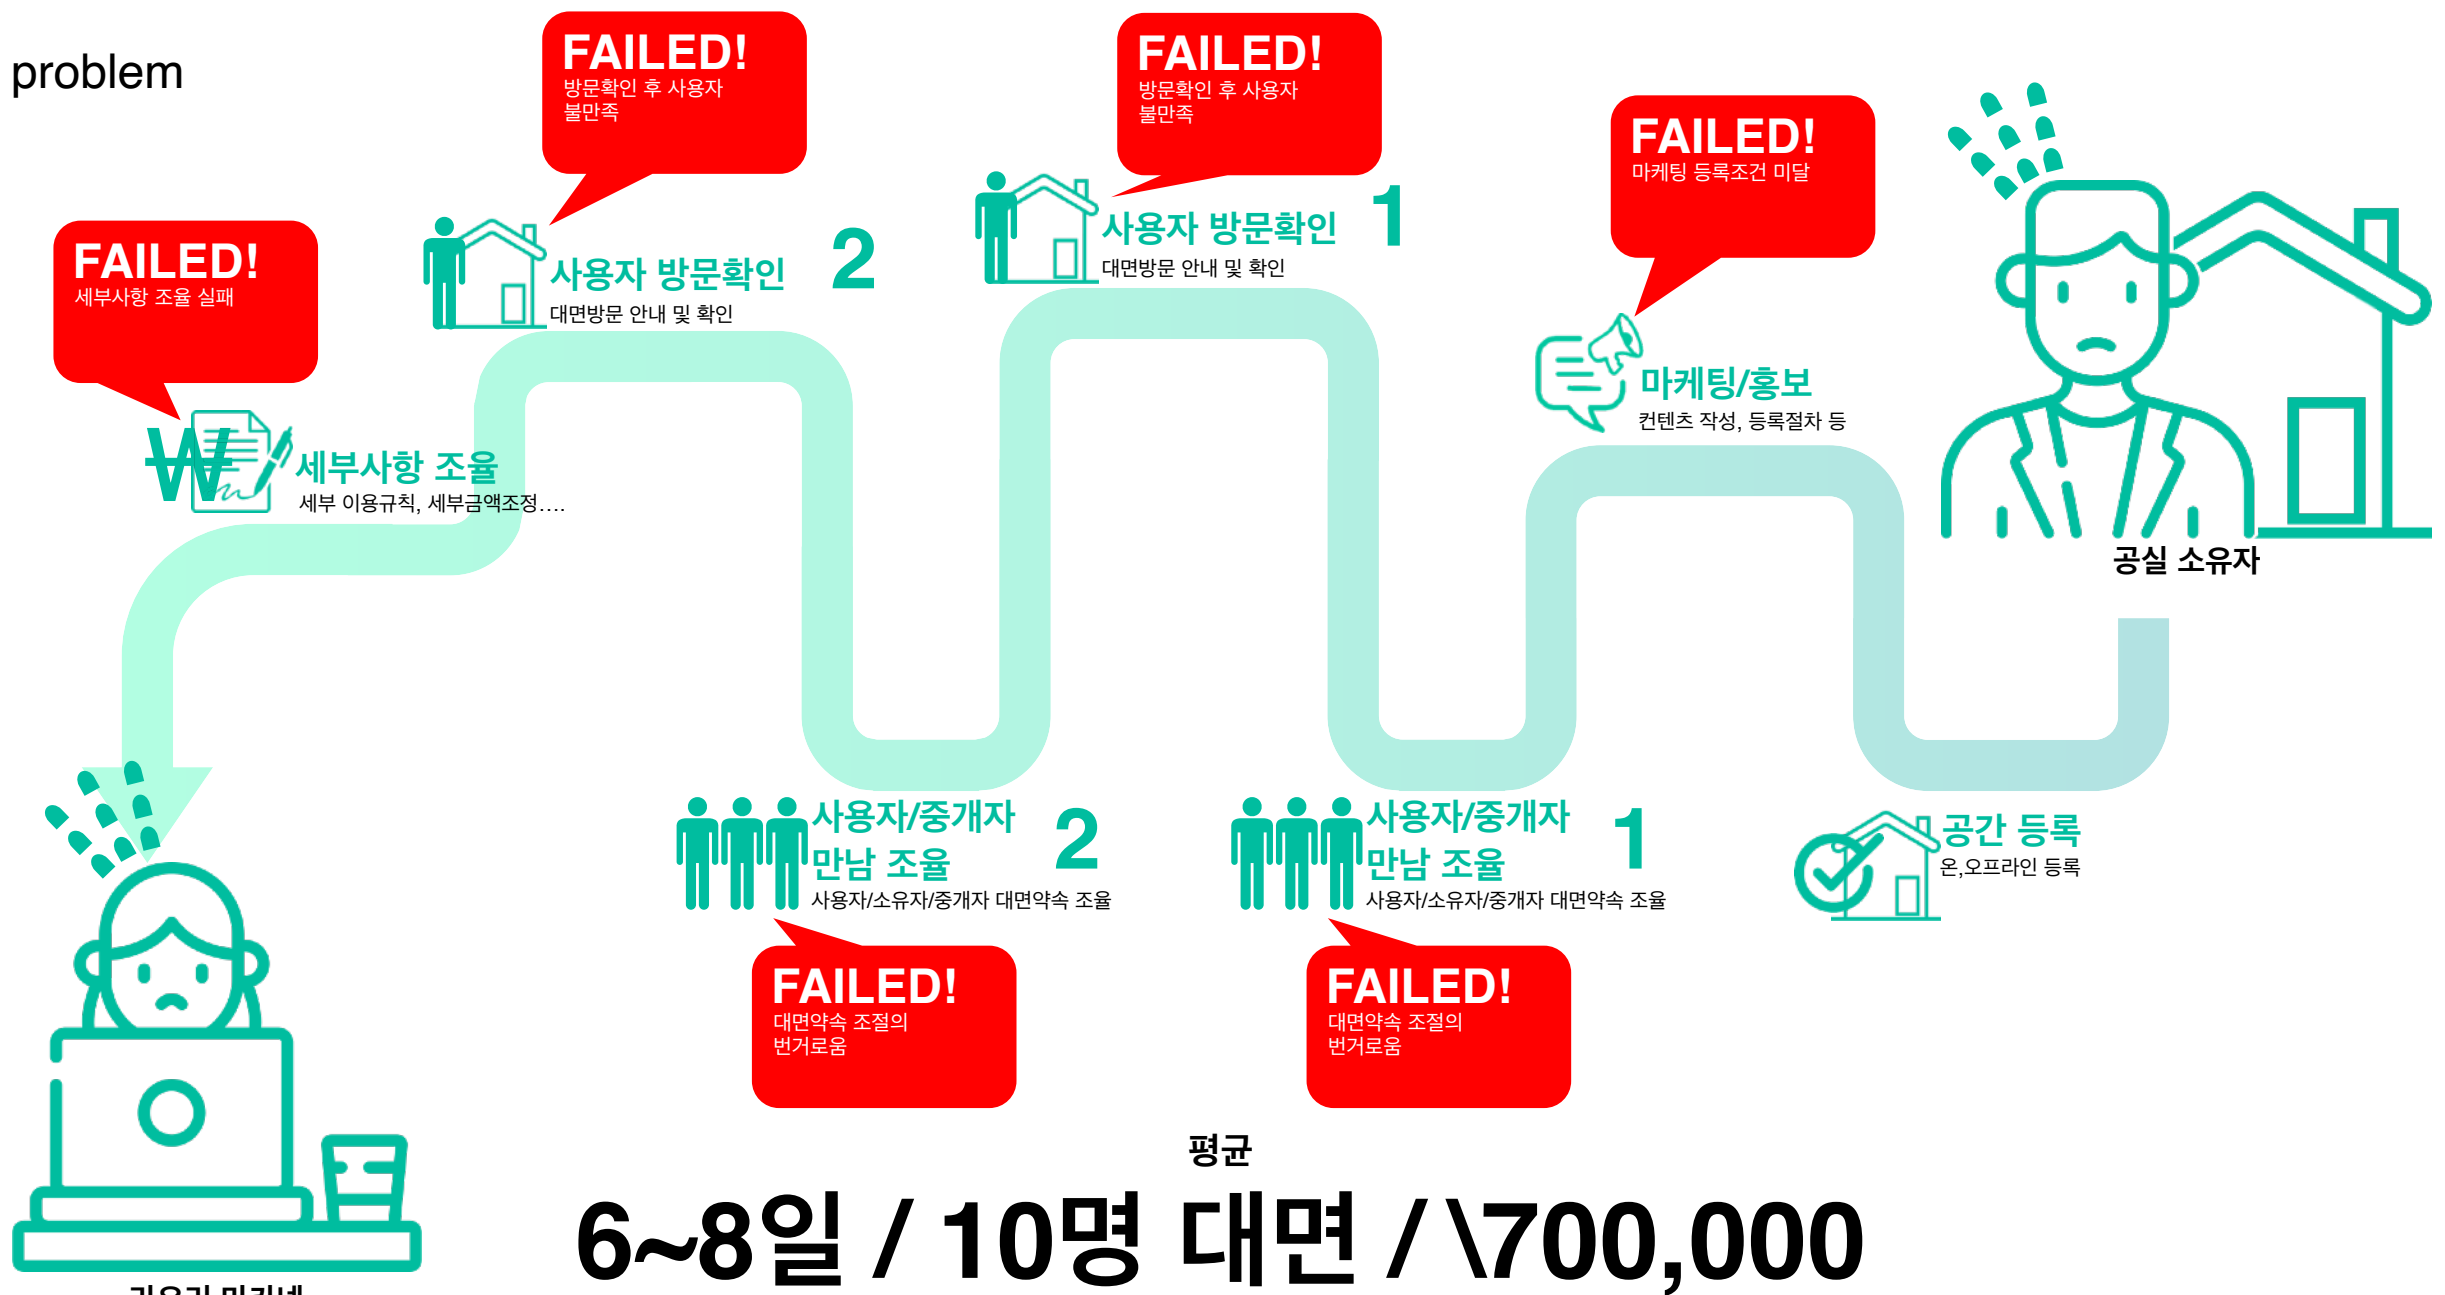 problem
FAILED!
방문확인 후 사용자
불만족
FAILED!
방문확인 후 사용자
불만족
FAILED!
마케팅 등록조건 미달
FAILED!
세부사항 조율 실패
사용자 방문확인
2
대면방문 안내 및 확인
사용자 방문확인
1
대면방문 안내 및 확인
마케팅/홍보
컨텐츠 작성, 등록절차 등
₩
세부사항 조율
세부 이용규칙, 세부금액조정....
공실 소유자
사용자/중개자
만남 조율
2
사용자/소유자/중개자 대면약속 조율
사용자/중개자
만남 조율
1
사용자/소유자/중개자 대면약속 조율
공간 등록
온,오프라인 등록
FAILED!
대면약속 조절의
번거로움
FAILED!
대면약속 조절의
번거로움
평균
6~8일 / 10명 대면 / \700,000